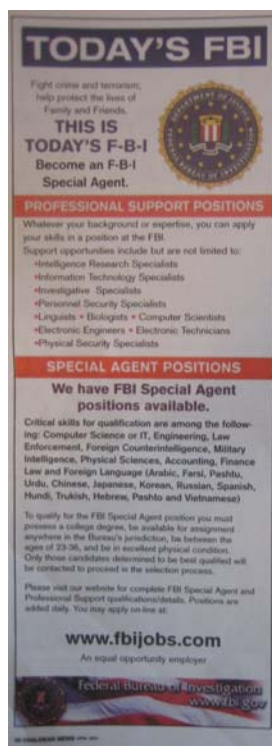 TODAY'S FBI
Fight crime and terrorism,
help protect the lives of
Family and Friends.
THIS IS
TODAY'S F-B-I
Become an F-B-I
Special Agent.
PROFESSIONAL SUPPORT POSITIONS
Whatever your background or expertise, you can apply
your skills in a position at the FBI.
Support opportunities include but are not limited to:
•Intelligence Research Specialists
•Information Technology Specialists
•Investigative Specialists
•Personnel Security Specialists
•Linguists • Biologists • Computer Scientists
•Electronic Engineers • Electronic Technicians
•Physical Security Specialists
SPECIAL AGENT POSITIONS
We have FBI Special Agent
positions available.
Critical skills for qualification are among the follow-
ing: Computer Science or IT, Engineering, Law
Enforcement, Foreign Counterintelligence, Military
Intelligence, Physical Sciences, Accounting, Finance
Law and Foreign Language (Arabic, Farsi, Pashtu,
Urdu, Chinese, Japanese, Korean, Russian, Spanish,
Hundi, Trukish, Hebrew, Pashto and Vietnamese)
To qualify for the FBI Special Agent position you must
possess a college degree, be available for assignment
anywhere in the Bureau's jurisdiction, be between the
ages of 23-36, and be in excellent physical condition.
Only those candidates determined to be best qualified will
be contacted to proceed in the selection process.
Please visit our website for complete FBI Special Agent and
Professional Support qualifications/details. Positions are
added daily. You may apply on-line at:
www.fbijobs.com
An equal opportunity employer
Federal Bureau of Investigation
www.fbi.gov
NEWS